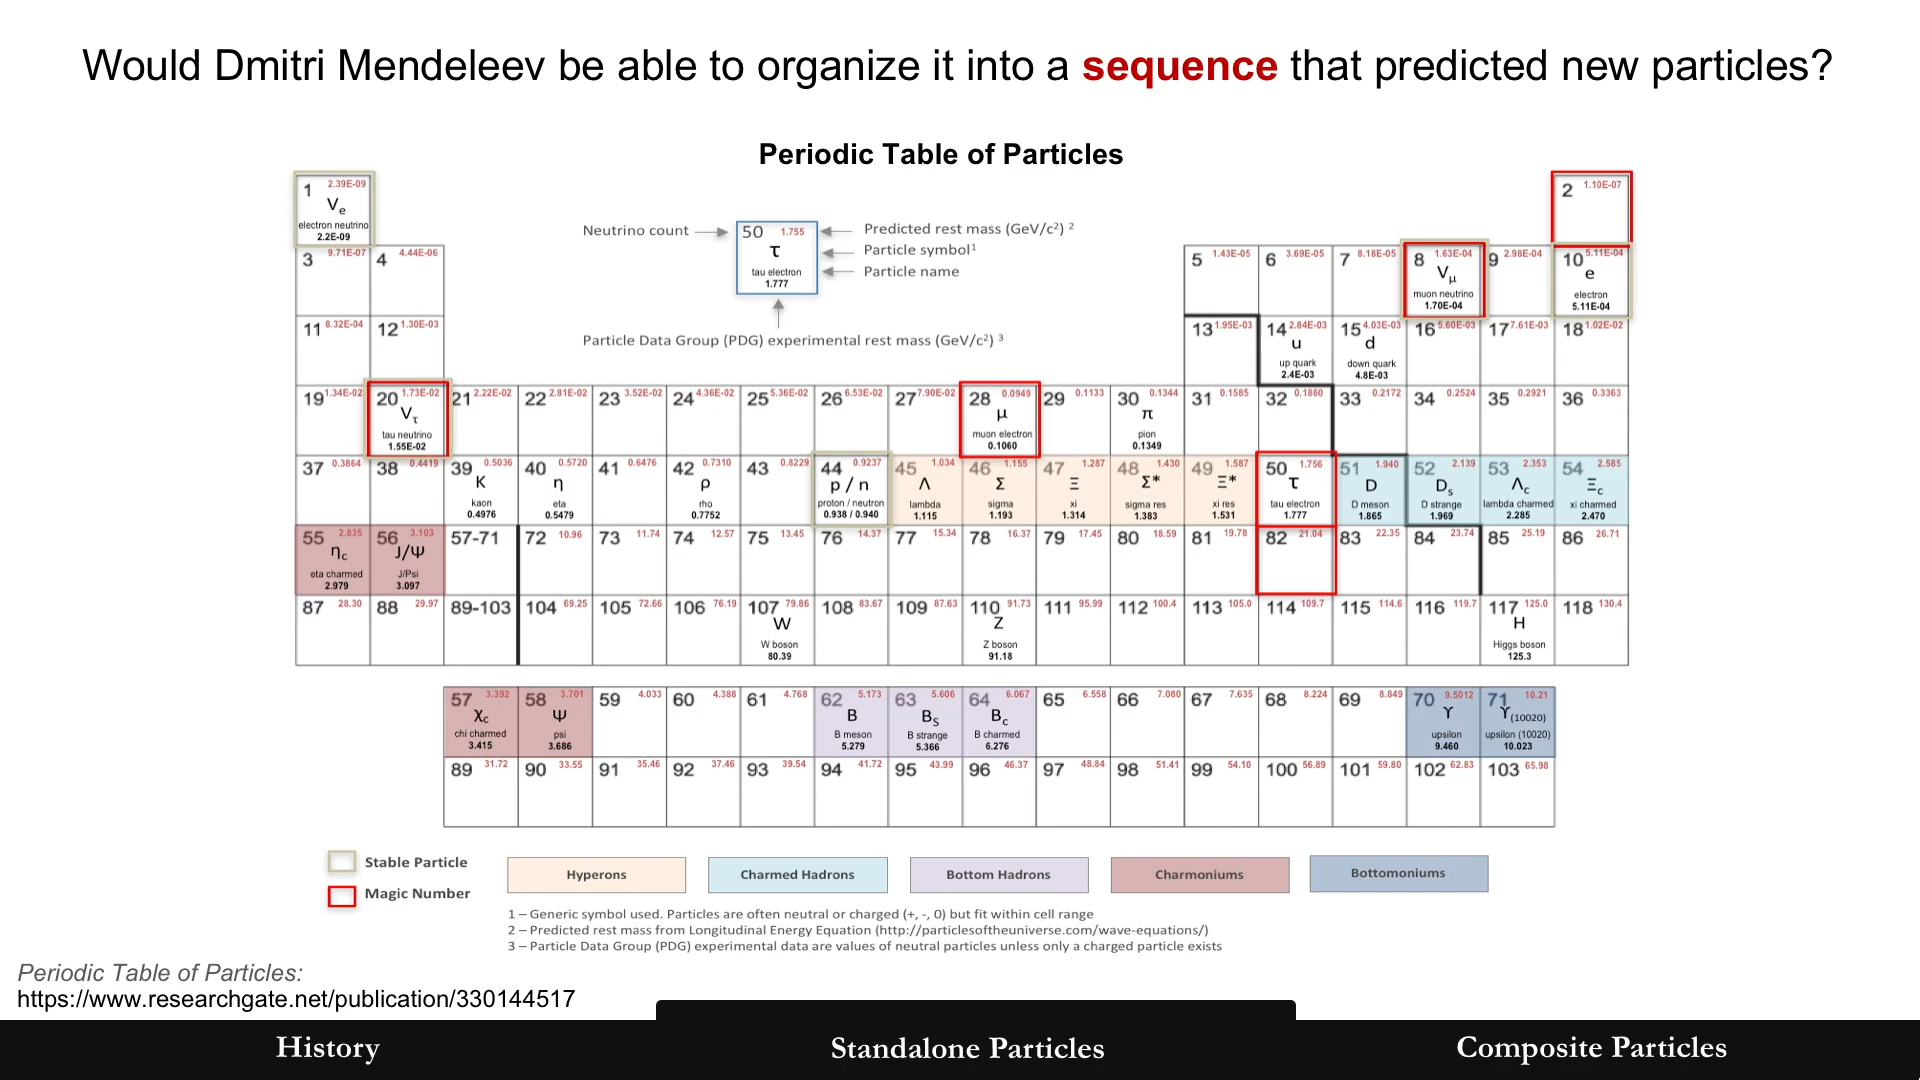 Would Dmitri Mendeleev be able to organize it into a sequence that predicted new particles?
Periodic Table of Particles
1 2.39E-09
Ve
electron neutrino
2.2E-09
2 1.10E-07
Neutrino count
50 1.755
τ
tau electron
1.777
Predicted rest mass (GeV/c²) ²
Particle symbol¹
Particle name
Particle Data Group (PDG) experimental rest mass (GeV/c²) ³
3 9.71E-07
4 4.44E-06
5 1.43E-05
6 3.69E-05
7 8.18E-05
8 1.63E-04
Vμ
muon neutrino
1.70E-04
9 2.98E-04
10 5.11E-04
e
electron
5.11E-04
11 8.32E-04
12 1.30E-03
13 1.95E-03
14 2.84E-03
u
up quark
2.4E-03
15 4.03E-03
d
down quark
4.8E-03
16 5.60E-03
17 7.61E-03
18 1.02E-02
19 1.34E-02
20 1.73E-02
Vτ
tau neutrino
1.55E-02
21 2.22E-02
22 2.81E-02
23 3.52E-02
24 4.36E-02
25 5.36E-02
26 6.53E-02
27 7.90E-02
28 0.0949
μ
muon electron
0.1060
29 0.1133
30 0.1344
π
pion
0.1349
31 0.1585
32 0.1860
33 0.2172
34 0.2524
35 0.2921
36 0.3363
37 0.3864
38 0.4419
39 0.5036
K
kaon
0.4976
40 0.5720
η
eta
0.5479
41 0.6476
42 0.7310
ρ
rho
0.7752
43 0.8229
44 0.9237
p / n
proton / neutron
0.938 / 0.940
45 1.034
Λ
lambda
1.115
46 1.155
Σ
sigma
1.193
47 1.287
Ξ
xi
1.314
48 1.430
Σ*
sigma res
1.383
49 1.587
Ξ*
xi res
1.531
50 1.756
τ
tau electron
1.777
51 1.940
D
D meson
1.865
52 2.139
Ds
D strange
1.969
53 2.353
Λc
lambda charmed
2.285
54 2.585
Ξc
xi charmed
2.470
55 2.835
ηc
eta charmed
2.979
56 3.103
J/Ψ
J/Psi
3.097
57-71
72 10.96
73 11.74
74 12.57
75 13.45
76 14.37
77 15.34
78 16.37
79 17.45
80 18.59
81 19.78
82 21.04
83 22.35
84 23.74
85 25.19
86 26.71
87 28.30
88 29.97
89-103
104 69.25
105 72.66
106 76.19
107 79.86
W
W boson
80.39
108 83.67
109 87.63
110 91.73
Z
Z boson
91.18
111 95.99
112 100.4
113 105.0
114 109.7
115 114.6
116 119.7
117 125.0
H
Higgs boson
125.3
118 130.4
57 3.392
χc
chi charmed
3.415
58 3.701
Ψ
psi
3.686
59 4.033
60 4.388
61 4.768
62 5.173
B
B meson
5.279
63 5.606
Bs
B strange
5.366
64 6.067
Bc
B charmed
6.276
65 6.558
66 7.080
67 7.635
68 8.224
69 8.849
70 9.5012
ϒ
upsilon
9.460
71 10.21
ϒ(10020)
upsilon (10020)
10.023
89 31.72
90 33.55
91 35.46
92 37.46
93 39.54
94 41.72
95 43.99
96 46.37
97 48.84
98 51.41
99 54.10
100 56.89
101 59.80
102 62.83
103 65.98
Stable Particle
Magic Number
Hyperons
Charmed Hadrons
Bottom Hadrons
Charmoniums
Bottomoniums
1 – Generic symbol used. Particles are often neutral or charged (+, -, 0) but fit within cell range
2 – Predicted rest mass from Longitudinal Energy Equation (http://particlesoftheuniverse.com/wave-equations/)
3 – Particle Data Group (PDG) experimental data are values of neutral particles unless only a charged particle exists
Periodic Table of Particles:
https://www.researchgate.net/publication/330144517
History
Standalone Particles
Composite Particles